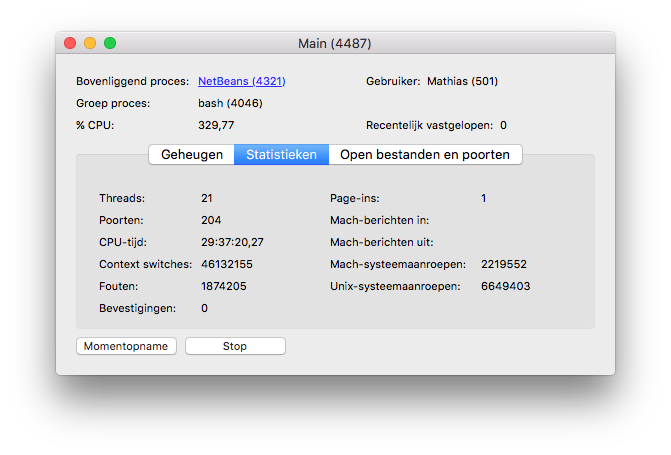 Main (4487)
Bovenliggend proces: NetBeans (4321) Gebruiker: Mathias (501)
Groep proces: bash (4046)
% CPU: 329,77 Recentelijk vastgelopen: 0
Geheugen Statistieken Open bestanden en poorten
Threads: 21 Page-ins: 1
Poorten: 204 Mach-berichten in:
CPU-tijd: 29:37:20,27 Mach-berichten uit:
Context switches: 46132155 Mach-systeemaanroepen: 2219552
Fouten: 1874205 Unix-systeemaanroepen: 6649403
Bevestigingen: 0
Momentopname Stop